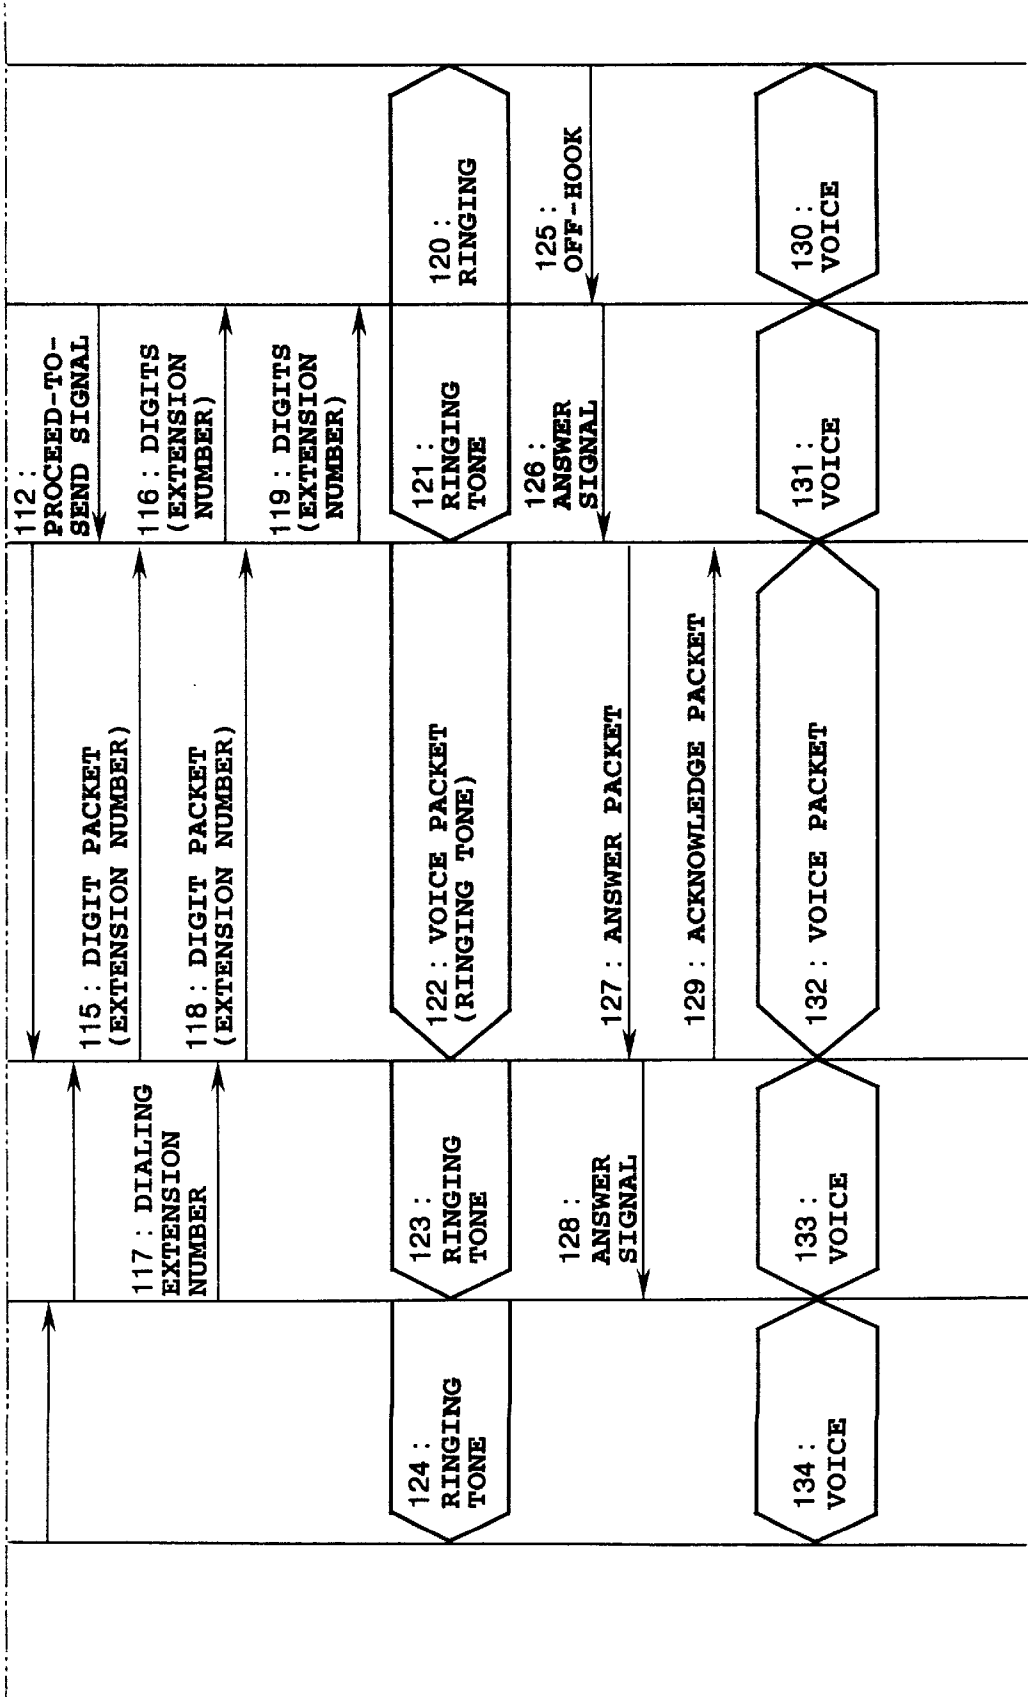 112 :
PROCEED-TO-
SEND SIGNAL
115 : DIGIT PACKET
(EXTENSION NUMBER)
116 : DIGITS
(EXTENSION
NUMBER)
117 : DIALING
EXTENSION
NUMBER
118 : DIGIT PACKET
(EXTENSION NUMBER)
119 : DIGITS
(EXTENSION
NUMBER)
124 :
RINGING
TONE
123 :
RINGING
TONE
122 : VOICE PACKET
(RINGING TONE)
121 :
RINGING
TONE
120 :
RINGING
125 :
OFF-HOOK
126 :
ANSWER
SIGNAL
127 : ANSWER PACKET
128 :
ANSWER
SIGNAL
129 : ACKNOWLEDGE PACKET
134 :
VOICE
133 :
VOICE
132 : VOICE PACKET
131 :
VOICE
130 :
VOICE